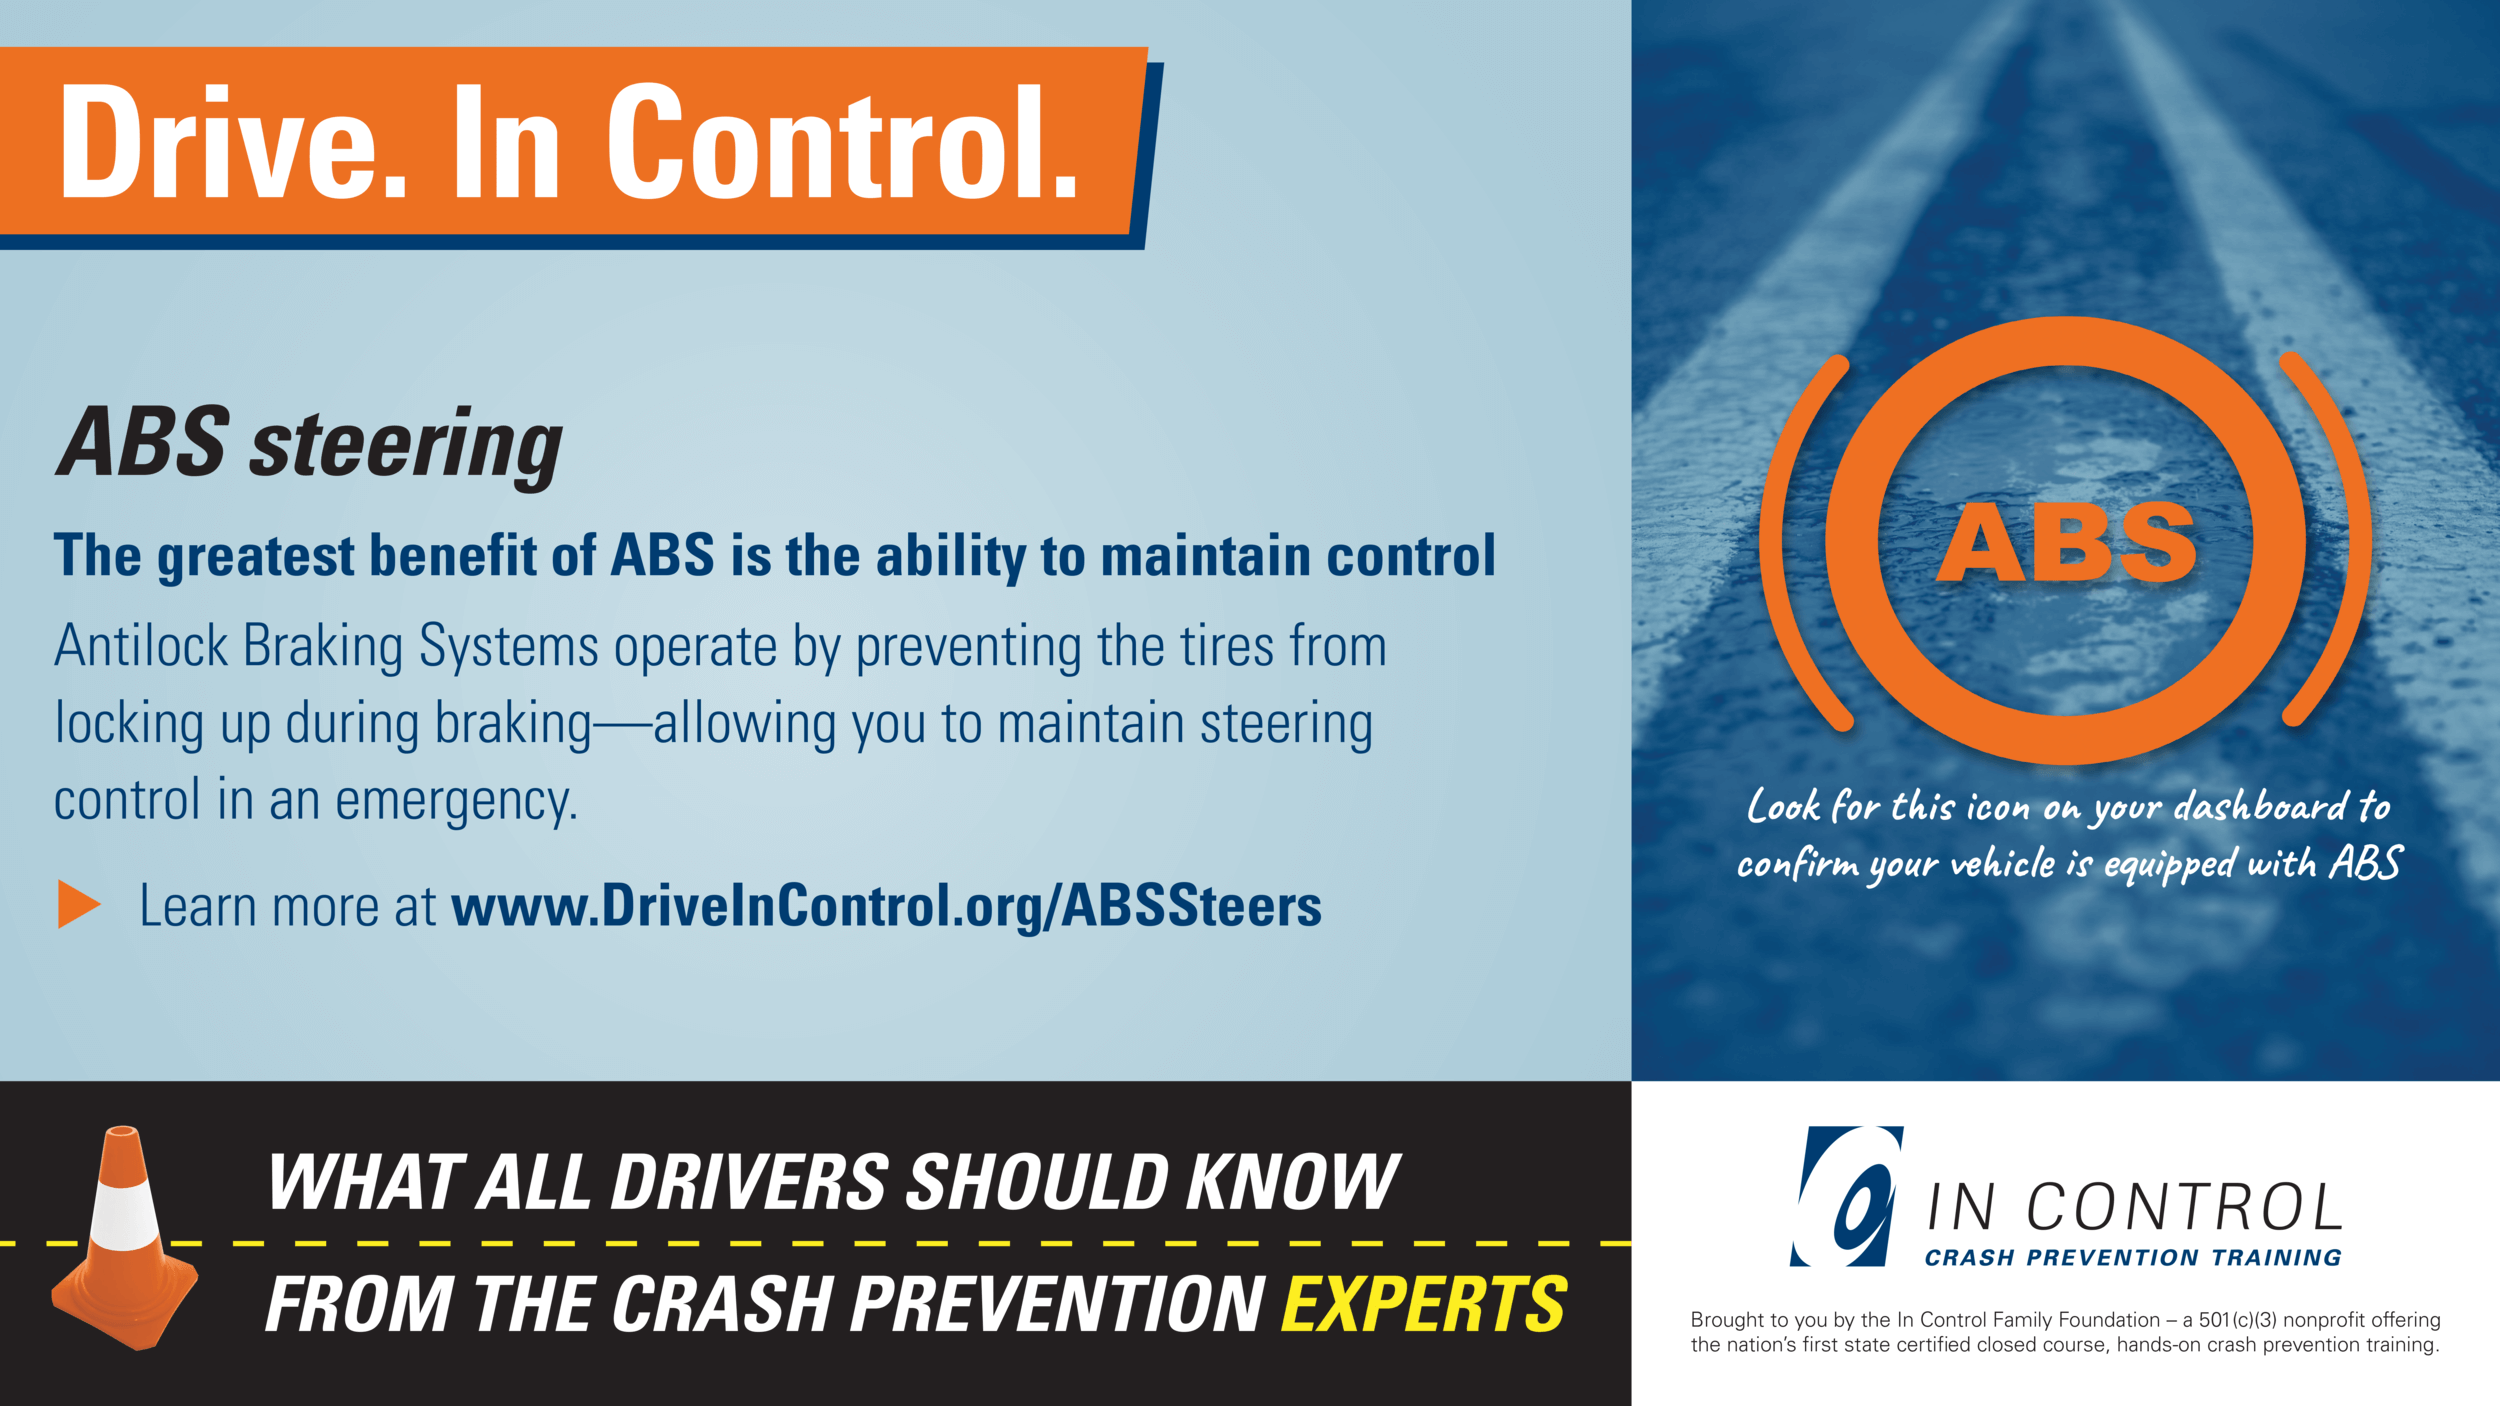 Drive. In Control.
ABS steering
The greatest benefit of ABS is the ability to maintain control
Antilock Braking Systems operate by preventing the tires from
locking up during braking—allowing you to maintain steering
control in an emergency.
Learn more at www.DriveInControl.org/ABSSteers
ABS
Look for this icon on your dashboard to
confirm your vehicle is equipped with ABS
WHAT ALL DRIVERS SHOULD KNOW
FROM THE CRASH PREVENTION EXPERTS
IN CONTROL
CRASH PREVENTION TRAINING
Brought to you by the In Control Family Foundation – a 501(c)(3) nonprofit offering
the nation’s first state certified closed course, hands-on crash prevention training.